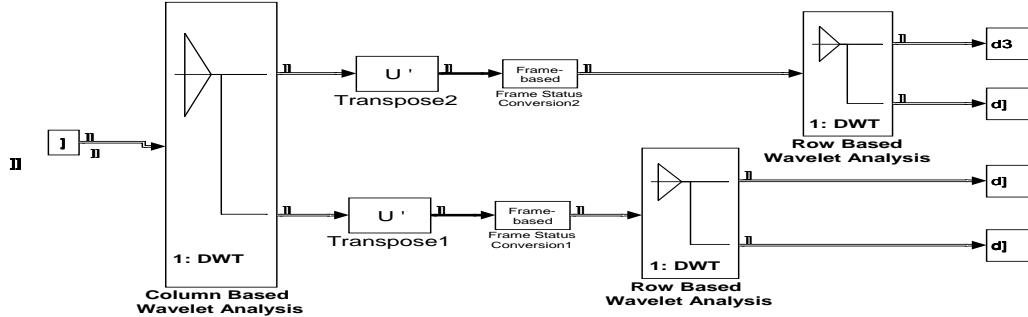 d3
U '
Frame-
based
Transpose2
Frame Status
Conversion2
d]
1: DWT
Row Based
Wavelet Analysis
]
d]
U '
Frame-
based
Transpose1
Frame Status
Conversion1
d]
1: DWT
1: DWT
Column Based
Wavelet Analysis
Row Based
Wavelet Analysis